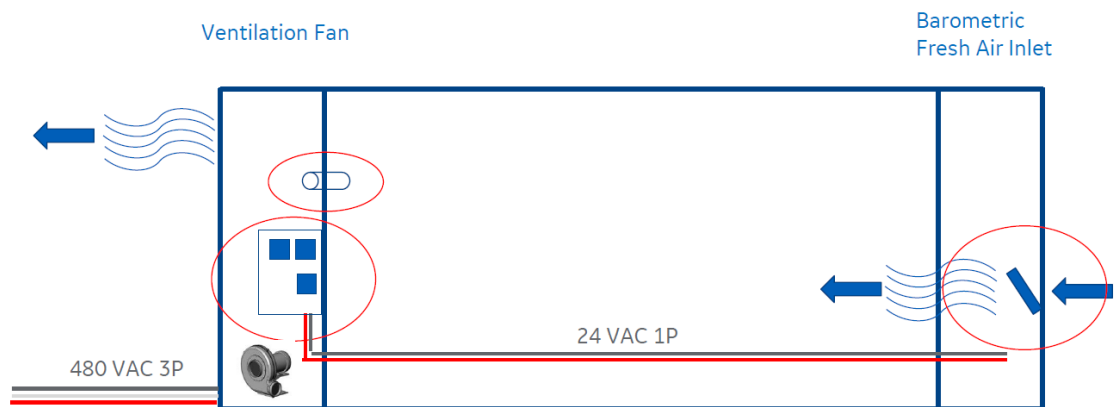 Ventilation Fan
Barometric
Fresh Air Inlet
24 VAC 1P
480 VAC 3P